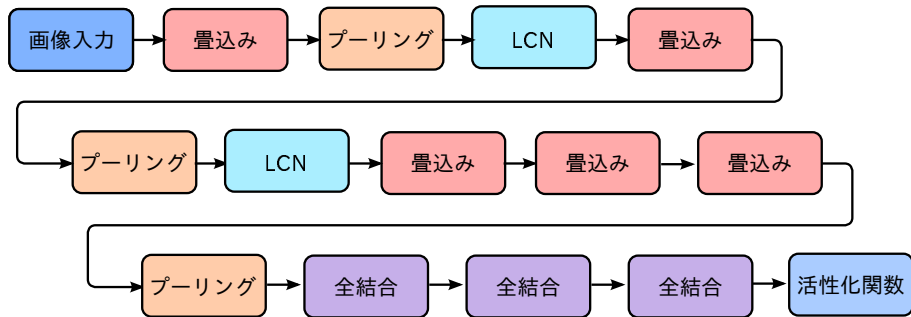 画像入力 畳込み プーリング LCN 畳込み
プーリング LCN 畳込み 畳込み 畳込み
プーリング 全結合 全結合 全結合 活性化関数